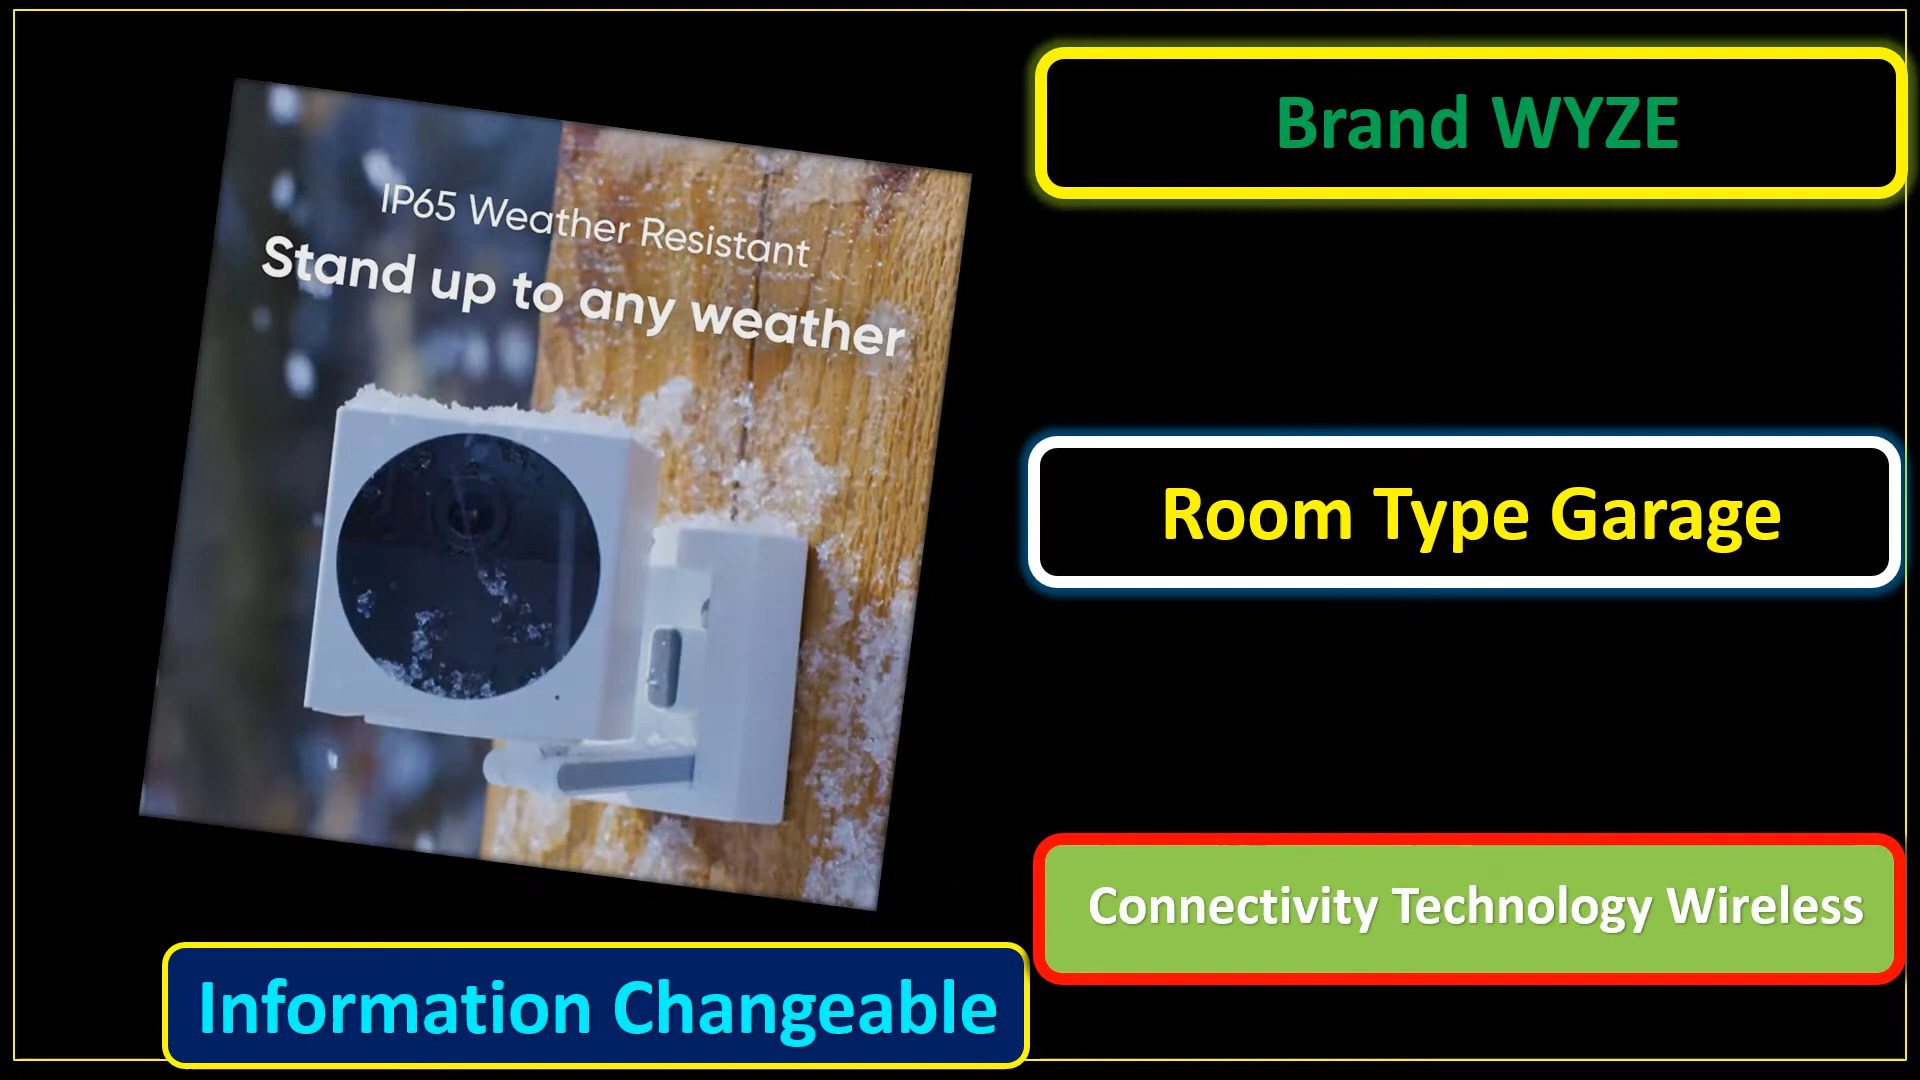 IP65 Weather Resistant
Stand up to any weather
Brand WYZE
Room Type Garage
Connectivity Technology Wireless
Information Changeable